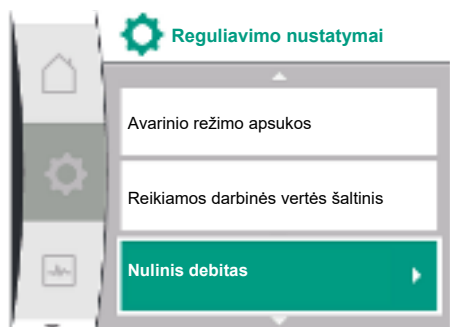 Reguliavimo nustatymai
Avarinio režimo apsukos
Reikiamos darbinės vertės šaltinis
Nulinis debitas